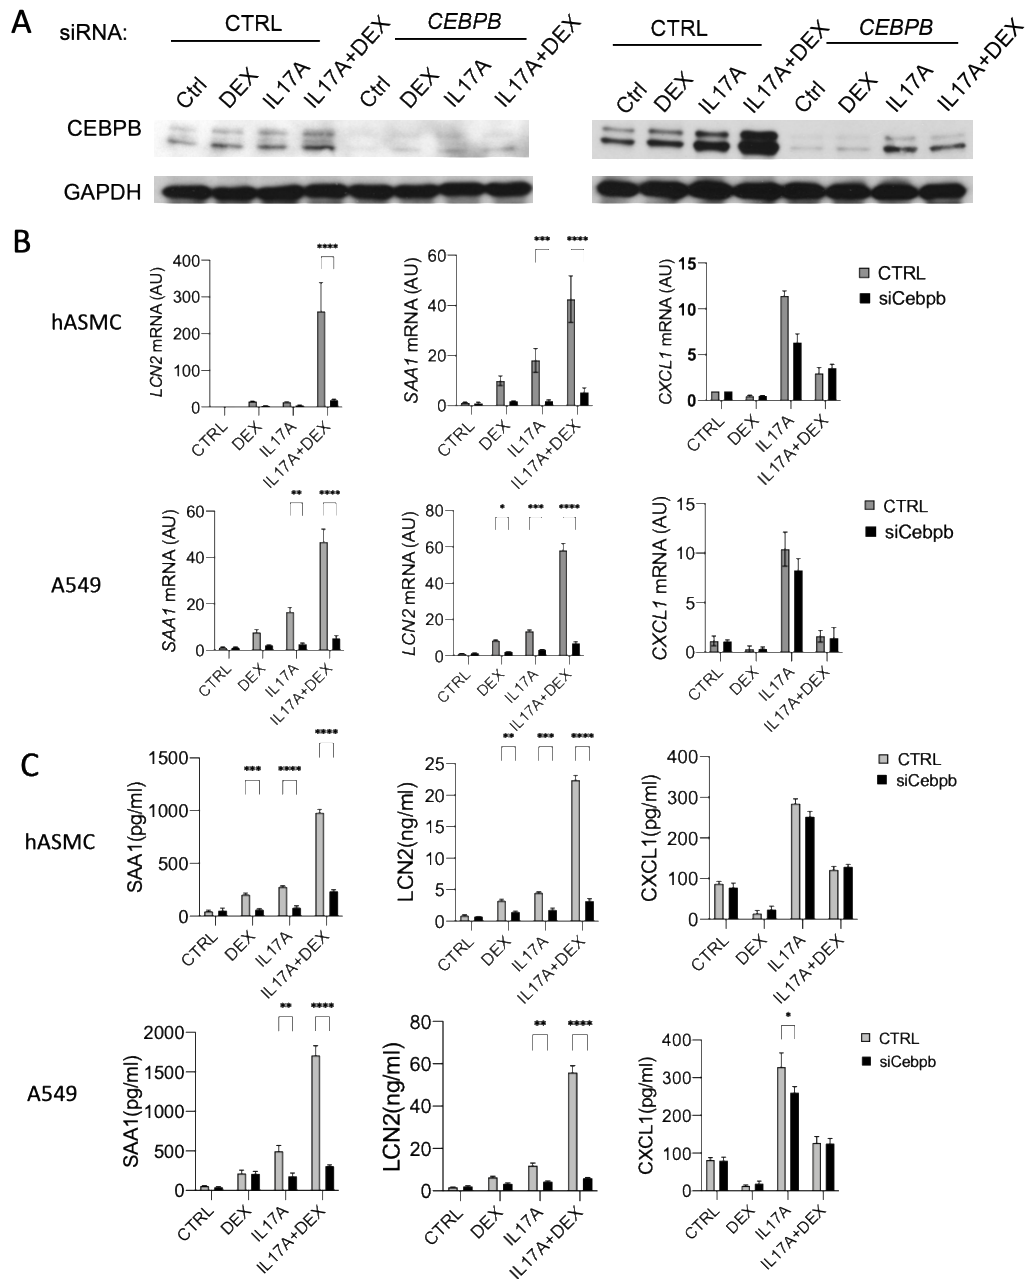 A
siRNA: CTRL CEBPB CTRL CEBPB
Ctrl DEX IL17A IL17A+DEX Ctrl DEX IL17A IL17A+DEX Ctrl DEX IL17A IL17A+DEX Ctrl DEX IL17A IL17A+DEX
CEBPB
GAPDH
B
hASMC
LCN2 mRNA (AU)
400
300
200
100
0
****
CTRL DEX IL17A IL17A+DEX
SAA1 mRNA (AU)
60
40
20
0
*** ****
CTRL DEX IL17A IL17A+DEX
CXCL1 mRNA (AU)
15
10
5
0
CTRL DEX IL17A IL17A+DEX
CTRL
siCebpb
A549
SAA1 mRNA (AU)
60
40
20
0
** ****
CTRL DEX IL17A IL17A+DEX
LCN2 mRNA (AU)
80
60
40
20
0
* *** ****
CTRL DEX IL17A IL17A+DEX
CXCL1 mRNA (AU)
15
10
5
0
CTRL DEX IL17A IL17A+DEX
CTRL
siCebpb
C
hASMC
SAA1(pg/ml)
1500
1000
500
0
*** **** ****
CTRL DEX IL17A IL17A+DEX
LCN2(ng/ml)
25
20
15
10
5
0
** *** ****
CTRL DEX IL17A IL17A+DEX
CXCL1(pg/ml)
400
300
200
100
0
CTRL DEX IL17A IL17A+DEX
CTRL
siCebpb
A549
SAA1(pg/ml)
2000
1500
1000
500
0
** ****
CTRL DEX IL17A IL17A+DEX
LCN2(ng/ml)
80
60
40
20
0
** ****
CTRL DEX IL17A IL17A+DEX
CXCL1(pg/ml)
400
300
200
100
0
*
CTRL DEX IL17A IL17A+DEX
CTRL
siCebpb